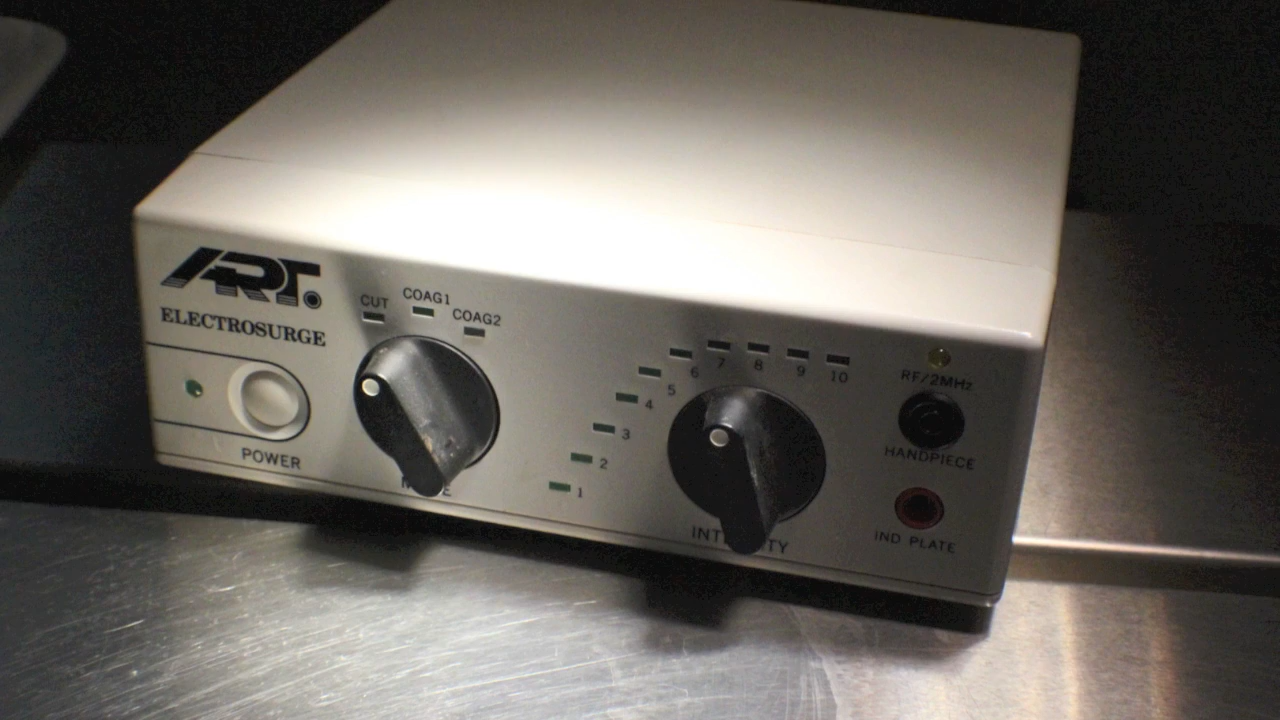 ART.
ELECTROSURGE
POWER
CUT
COAG1
COAG2
1
2
3
4
5
6
7
8
9
10
RF/2MHz
HANDPIECE
IND PLATE